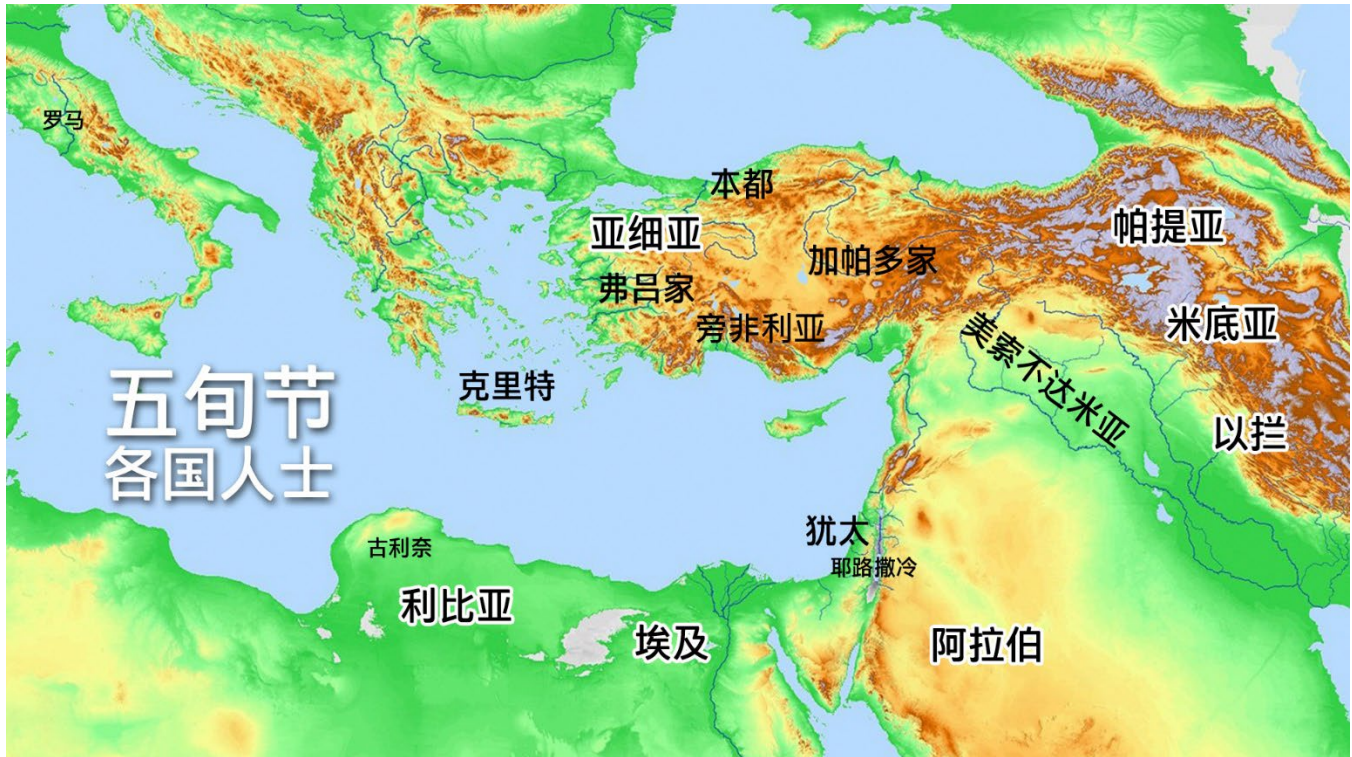 罗马
本都
亚细亚
帕提亚
加帕多家
弗吕家
旁非利亚
米底亚
美索不达米亚
克里特
五旬节
各国人士
以拦
犹太
古利奈
耶路撒冷
利比亚
埃及
阿拉伯